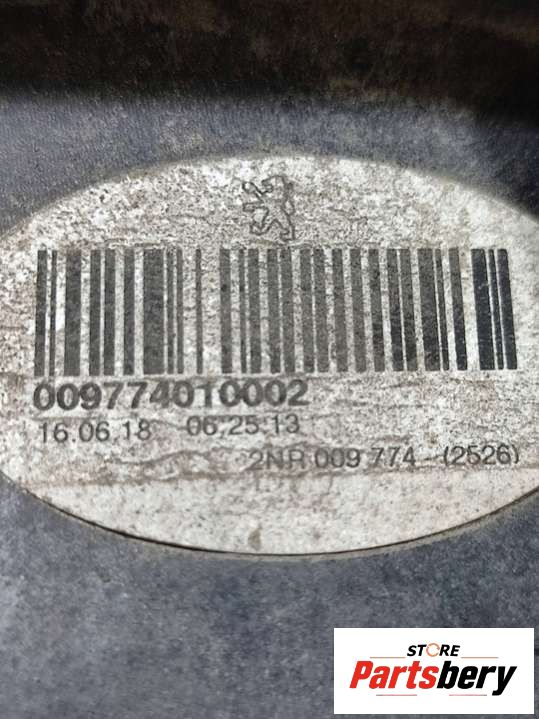 009774010002
16.06.18 06.25.13
2NR 009 774 (2526)
STORE
Partsbery